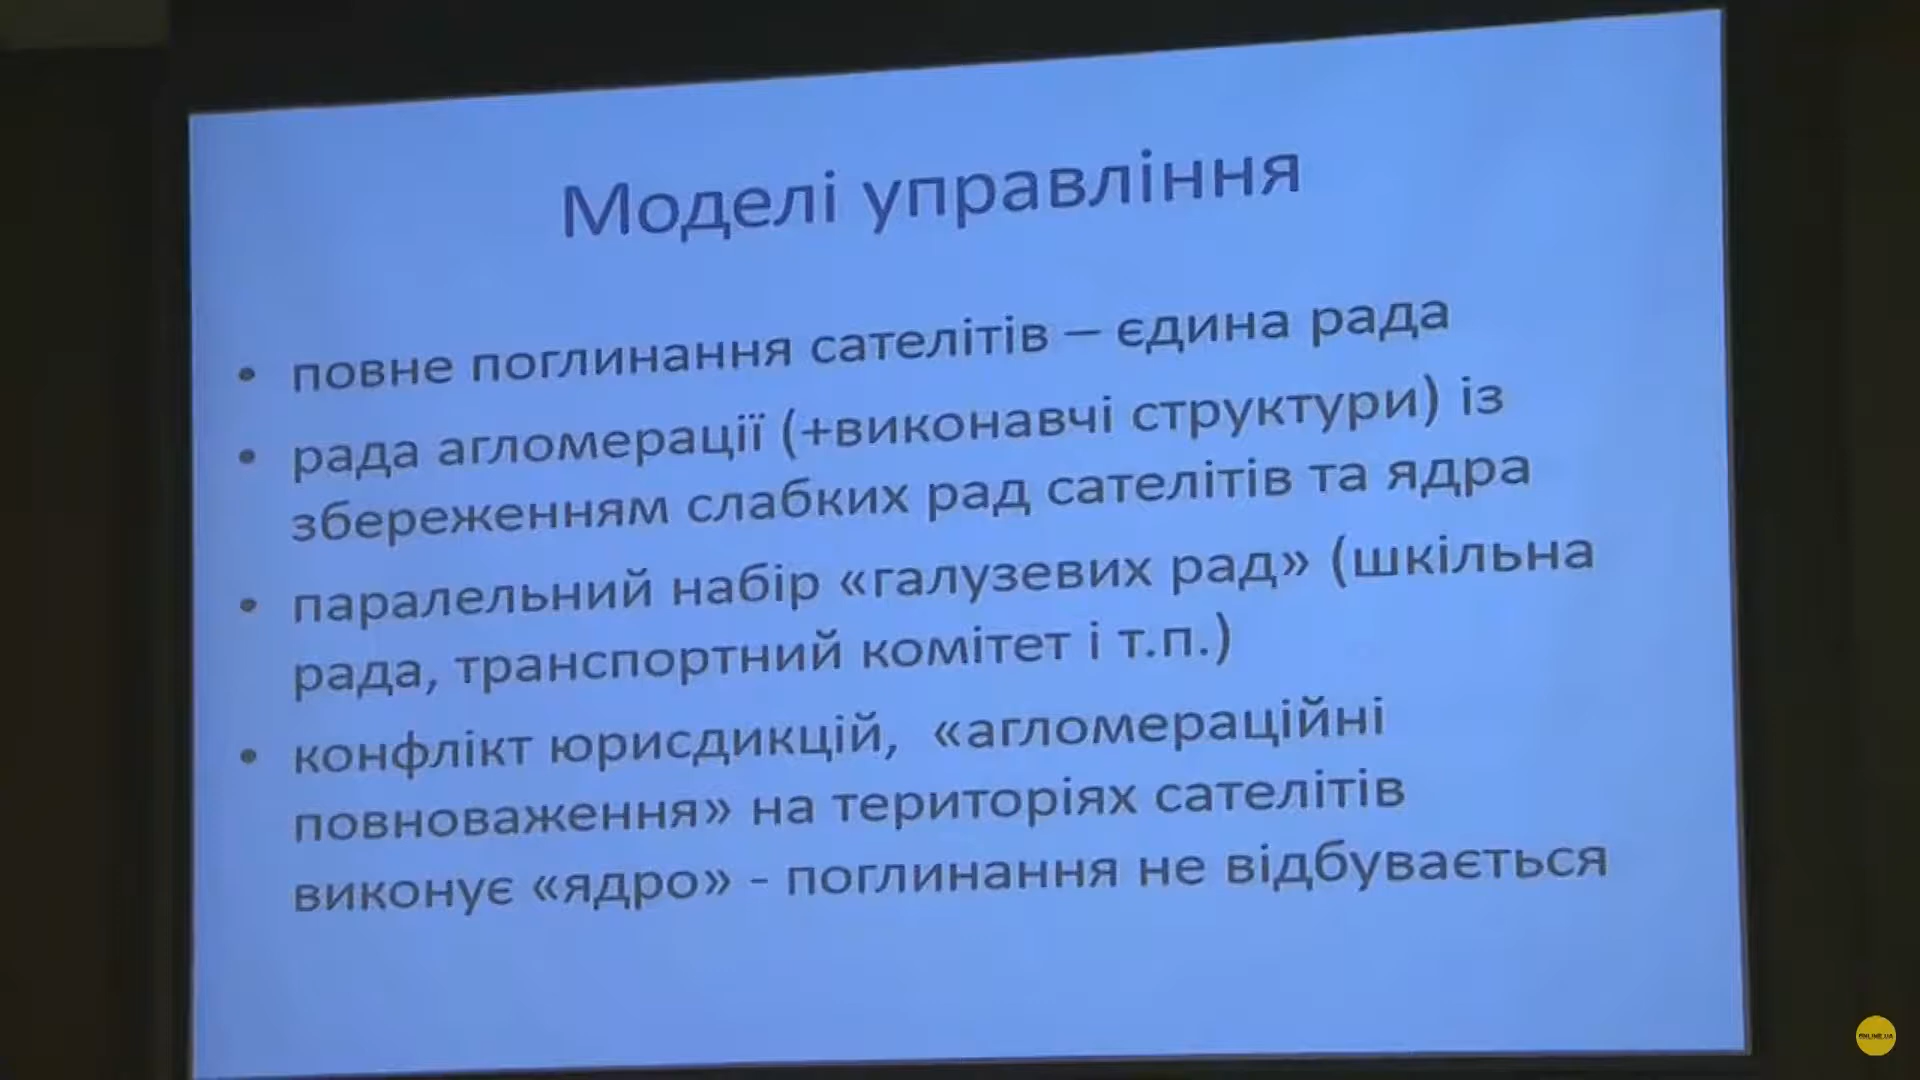 Моделі управління
• повне поглинання сателітів – єдина рада
• рада агломерації (+виконавчі структури) із
збереженням слабких рад сателітів та ядра
• паралельний набір «галузевих рад» (шкільна
рада, транспортний комітет і т.п.)
• конфлікт юрисдикцій, «агломераційні
повноваження» на територіях сателітів
виконує «ядро» - поглинання не відбувається